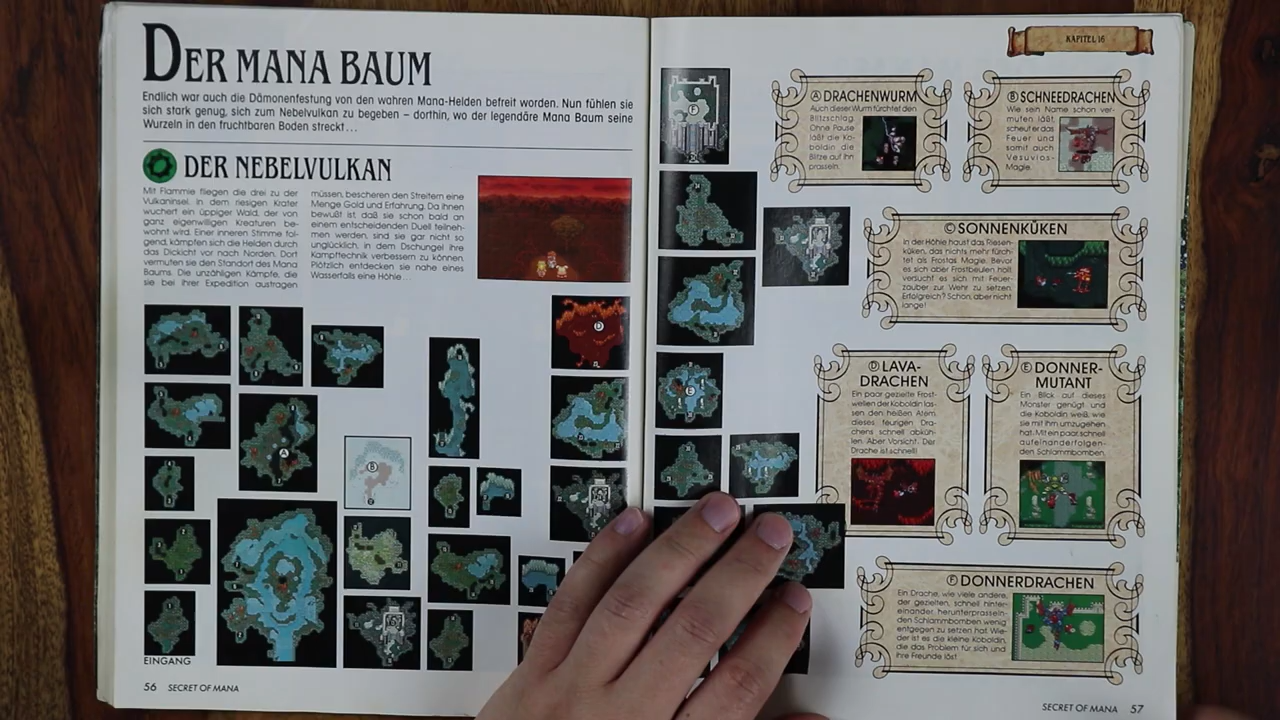 DER MANA BAUM
Endlich war auch die Dämonenfestung von den wahren Mana-Helden befreit worden. Nun fühlen sie
sich stark genug, sich zum Nebelvulkan zu begeben – dorthin, wo der legendäre Mana Baum seine
Wurzeln in den fruchtbaren Boden streckt...
DER NEBELVULKAN
Mit Flammie fliegen die drei zu der
Vulkaninsel. In dem riesigen Krater
wuchert ein üppiger Wald, der von
ganz eigenwilligen Kreaturen be-
wohnt wird. Einer inneren Stimme fol-
gend, kämpfen sich die Helden durch
das Dickicht vor nach Norden. Dort
vermuten sie den Standort des Mana
Baums. Die unzähligen Kämpfe, die
sie bei ihrer Expedition austragen
müssen, bescheren den Streitern eine
Menge Gold und Erfahrung. Da ihnen
bewußt ist, daß sie schon bald an
einem entscheidenden Duell teilneh-
men werden, sind sie gar nicht so
unglücklich, in dem Dschungel ihre
Kampftechnik verbessern zu können.
Plötzlich entdecken sie nahe eines
Wasserfalls eine Höhle...
D
A
B
EINGANG
56 SECRET OF MANA
KAPITEL 16
F
E
A DRACHENWURM
Auch dieser Wurm fürchtet den
Blitzschlag.
Ohne Pause
läßt die Ko-
boldin die
Blitze auf ihn
prasseln.
B SCHNEEDRACHEN
Wie sein Name schon ver-
muten läßt,
scheut er das
Feuer und
somit auch
Vesuvios-
Magie.
C SONNENKÜKEN
In der Höhle haust das Riesen-
küken, das nichts mehr fürch-
tet als Frostas Magie. Bevor
es sich aber Frostbeulen holt,
versucht es sich mit Feuer-
zauber zur Wehr zu setzen.
Erfolgreich? Schon, aber nicht
lange!
D LAVA-
DRACHEN
Ein paar gezielte Frost-
wellen der Koboldin las-
sen den heißen Atem
dieses feurigen Dra-
chens schnell abküh-
len. Aber Vorsicht: Der
Drache ist schnell!
E DONNER-
MUTANT
Ein Blick auf dieses
Monster genügt, und
die Koboldin weiß, wie
sie mit ihm umzugehen
hat: Mit ein paar, schnell
aufeinanderfolgen-
den Schlammbomben.
F DONNERDRACHEN
Ein Drache, wie viele andere,
der gezielten, schnell hinter-
einander herunterprasseln-
den Schlammbomben wenig
entgegen zu setzen hat. Wie-
der ist es die kleine Koboldin,
die das Problem für sich und
ihre Freunde löst.
SECRET OF MANA 57